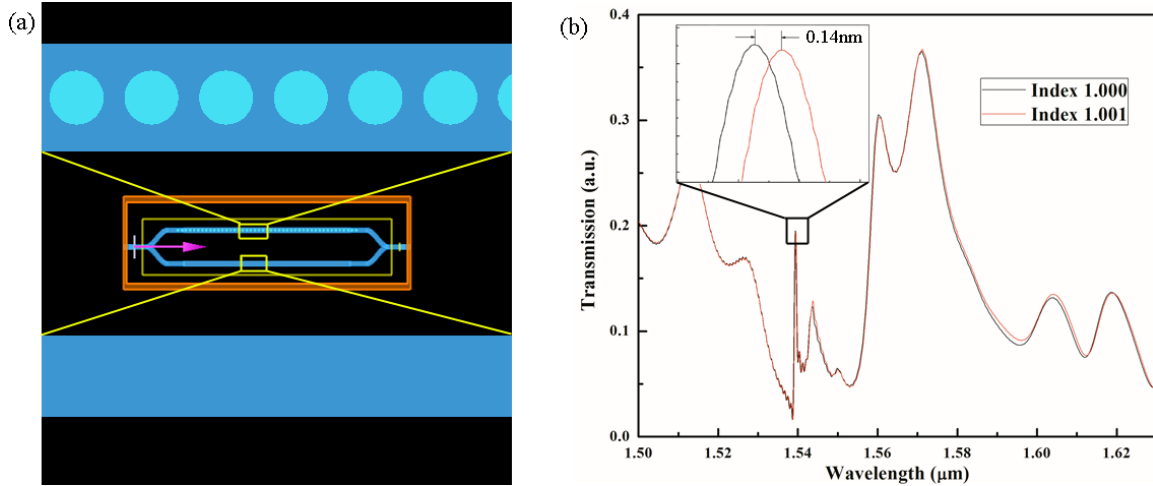 (a)
(b)
0.14nm
Index 1.000
Index 1.001
Transmission (a.u.)
0.4
0.3
0.2
0.1
0.0
1.50
1.52
1.54
1.56
1.58
1.60
1.62
Wavelength (μm)